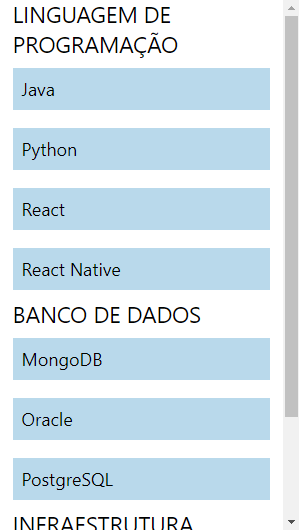 LINGUAGEM DE
PROGRAMAÇÃO
Java
Python
React
React Native
BANCO DE DADOS
MongoDB
Oracle
PostgreSQL
INFRAESTRUTURA